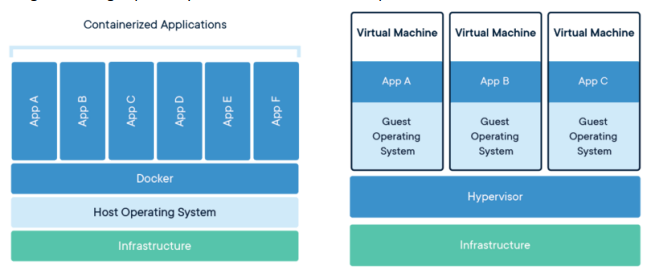 Containerized Applications
App A
App B
App C
App D
App E
App F
Docker
Host Operating System
Infrastructure
Virtual Machine
App A
Guest
Operating
System
Virtual Machine
App B
Guest
Operating
System
Virtual Machine
App C
Guest
Operating
System
Hypervisor
Infrastructure